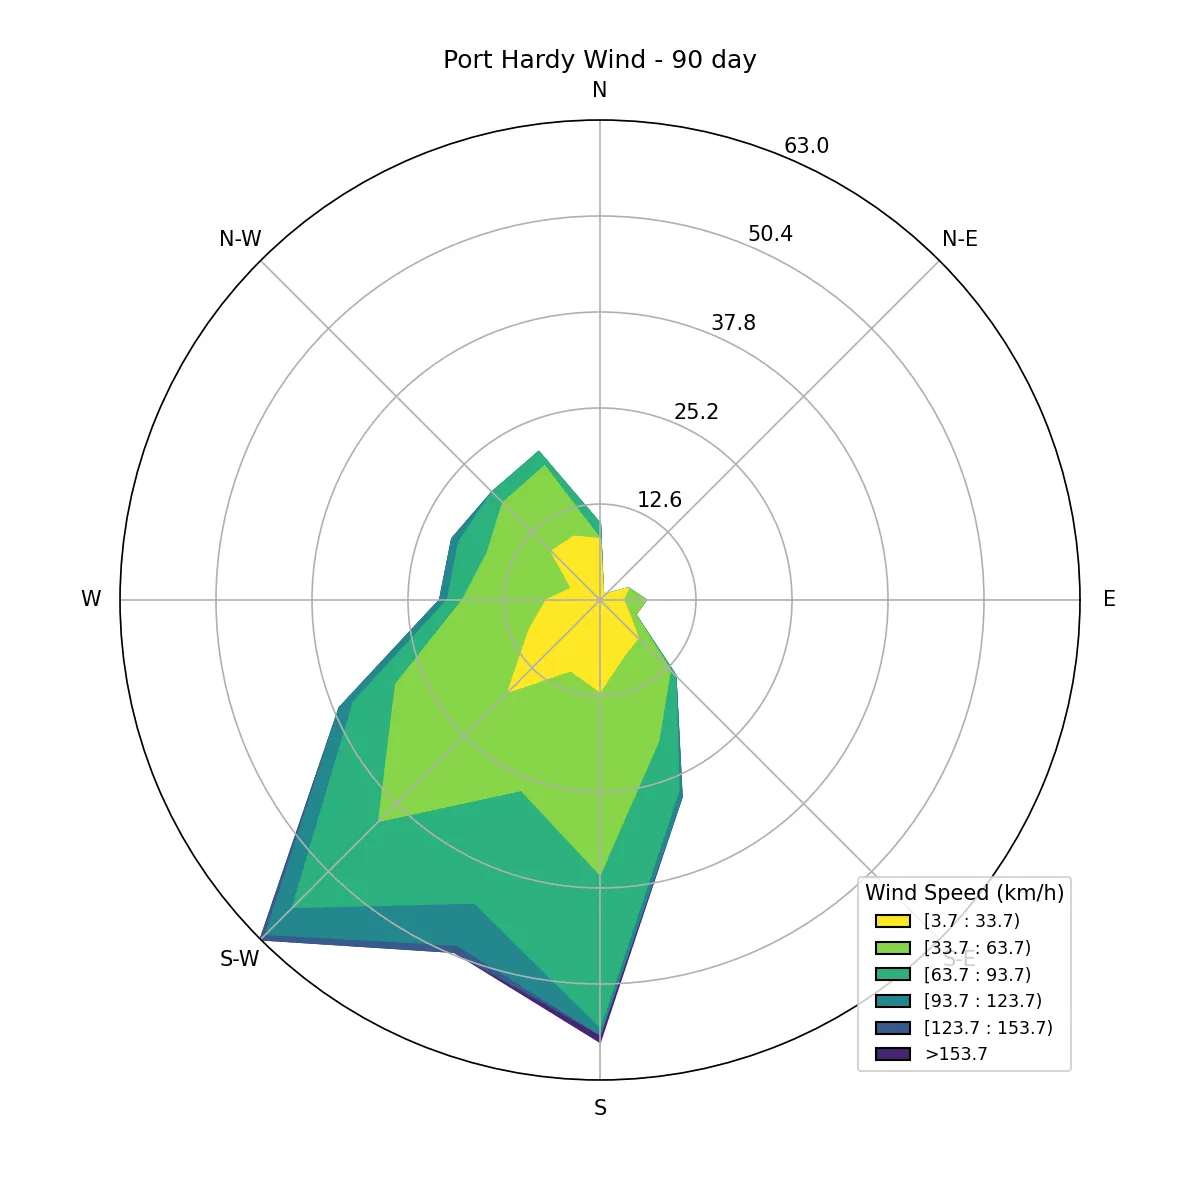 Port Hardy Wind - 90 day
N
63.0
N-W
50.4
N-E
37.8
25.2
12.6
W
E
S-W
S-E
Wind Speed (km/h)
[3.7 : 33.7)
[33.7 : 63.7)
[63.7 : 93.7)
[93.7 : 123.7)
[123.7 : 153.7)
>153.7
S